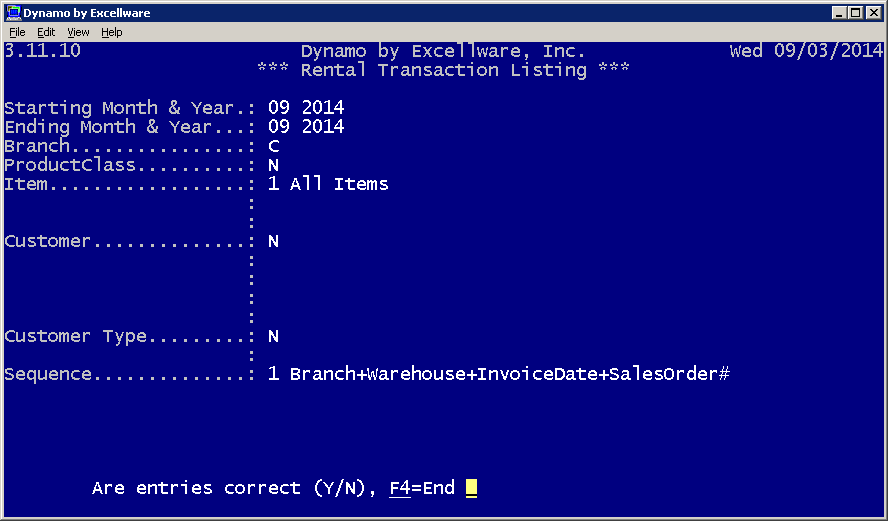 Dynamo by Excellware
File Edit View Help
3.11.10 Dynamo by Excellware, Inc. Wed 09/03/2014
*** Rental Transaction Listing ***
Starting Month & Year.: 09 2014
Ending Month & Year...: 09 2014
Branch................: C
ProductClass..........: N
Item..................: 1 All Items
:
:
Customer..............: N
:
:
:
:
Customer Type.........: N
:
Sequence..............: 1 Branch+Warehouse+InvoiceDate+SalesOrder#
Are entries correct (Y/N), F4=End